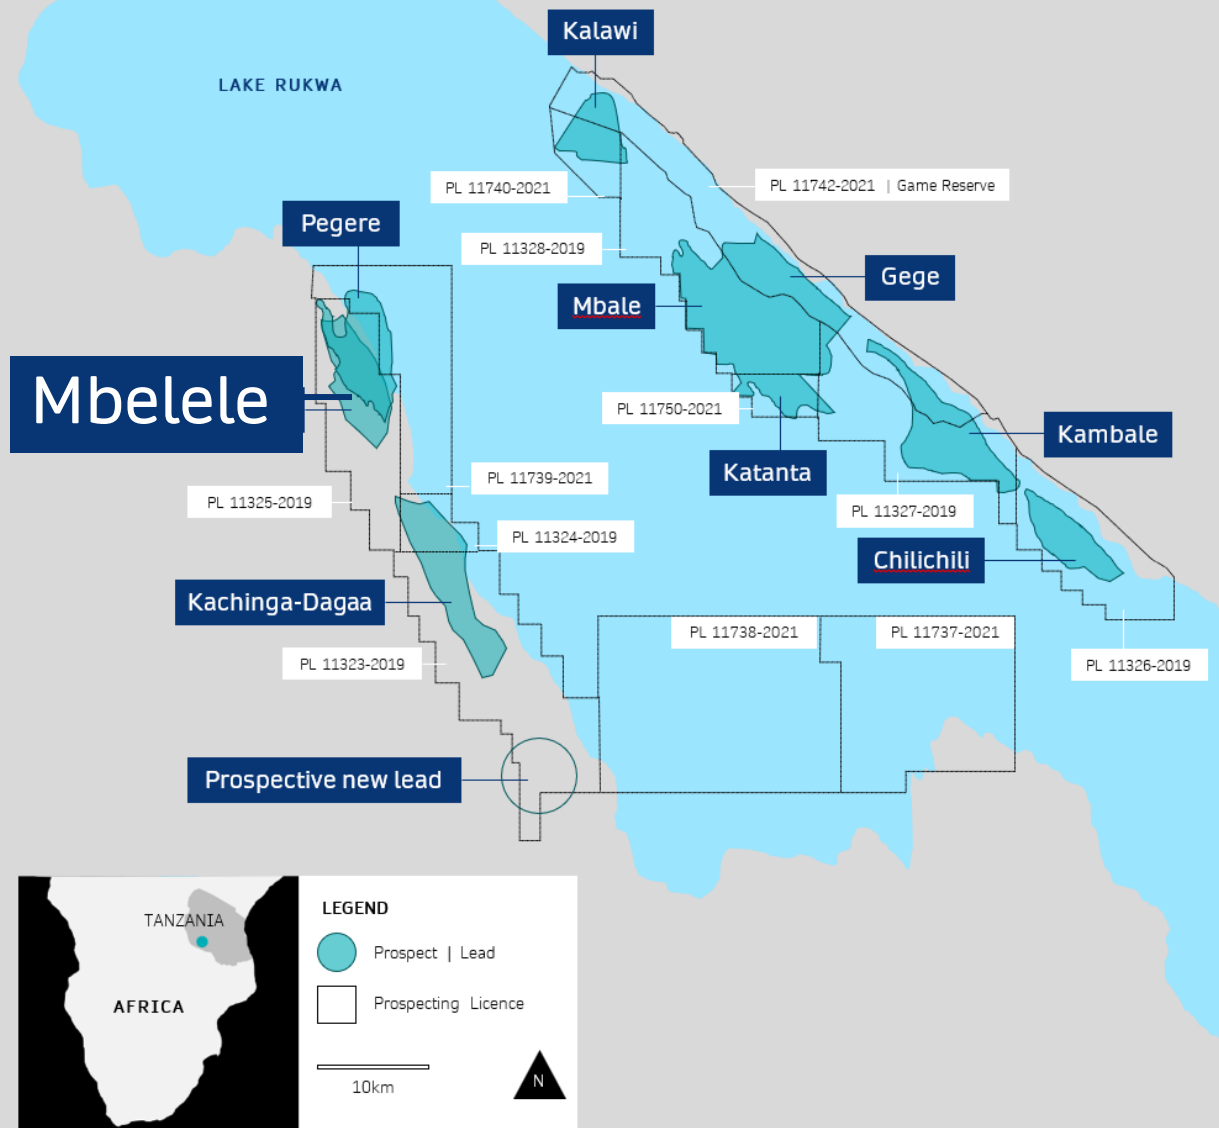 Kalawi
LAKE RUKWA
PL 11740-2021
PL 11742-2021 | Game Reserve
Pegere
PL 11328-2019
Gege
Mbale
Mbelele
PL 11750-2021
Kambale
Katanta
PL 11739-2021
PL 11325-2019
PL 11327-2019
PL 11324-2019
Chilichili
Kachinga-Dagaa
PL 11738-2021
PL 11737-2021
PL 11323-2019
PL 11326-2019
Prospective new lead
TANZANIA
AFRICA
LEGEND
Prospect | Lead
Prospecting Licence
10km
N